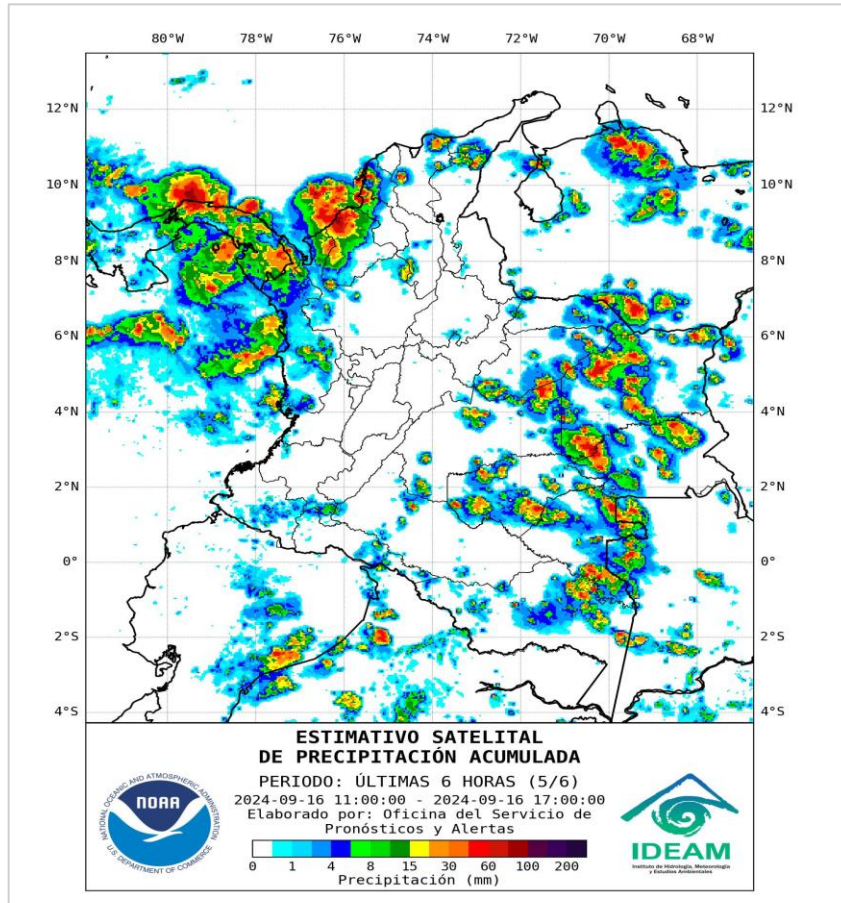 80°W 78°W 76°W 74°W 72°W 70°W 68°W
12°N 12°N
10°N 10°N
8°N 8°N
6°N 6°N
4°N 4°N
2°N 2°N
0° 0°
2°S 2°S
4°S 4°S
ESTIMATIVO SATELITAL
DE PRECIPITACIÓN ACUMULADA
PERIODO: ÚLTIMAS 6 HORAS (5/6)
2024-09-16 11:00:00 - 2024-09-16 17:00:00
Elaborado por: Oficina del Servicio de
Pronósticos y Alertas
0 1 4 8 15 30 60 100 200
Precipitación (mm)
NATIONAL OCEANIC AND ATMOSPHERIC ADMINISTRATION
NOAA
U.S. DEPARTMENT OF COMMERCE
IDEAM
Instituto de Hidrología, Meteorología
y Estudios Ambientales